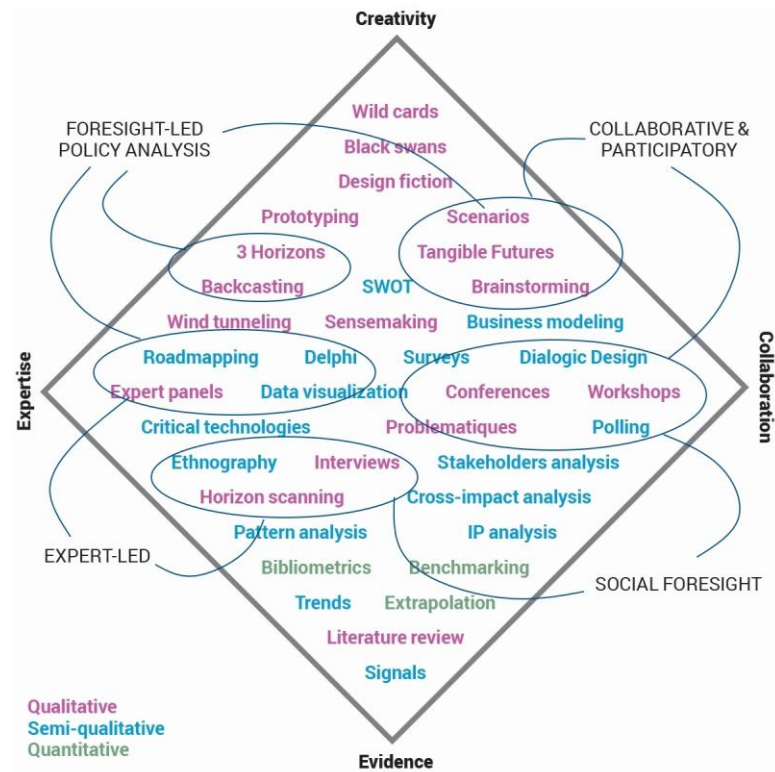 Creativity
Wild cards
FORESIGHT-LED
POLICY ANALYSIS
COLLABORATIVE &
PARTICIPATORY
Black swans
Design fiction
Prototyping
Scenarios
3 Horizons
Tangible Futures
Backcasting
SWOT
Brainstorming
Wind tunneling
Sensemaking
Business modeling
Roadmapping
Delphi
Surveys
Dialogic Design
Expertise
Collaboration
Expert panels
Data visualization
Conferences
Workshops
Critical technologies
Problematiques
Polling
Ethnography
Interviews
Stakeholders analysis
Horizon scanning
Cross-impact analysis
Pattern analysis
IP analysis
EXPERT-LED
Bibliometrics
Benchmarking
SOCIAL FORESIGHT
Trends
Extrapolation
Literature review
Signals
Qualitative
Semi-qualitative
Quantitative
Evidence